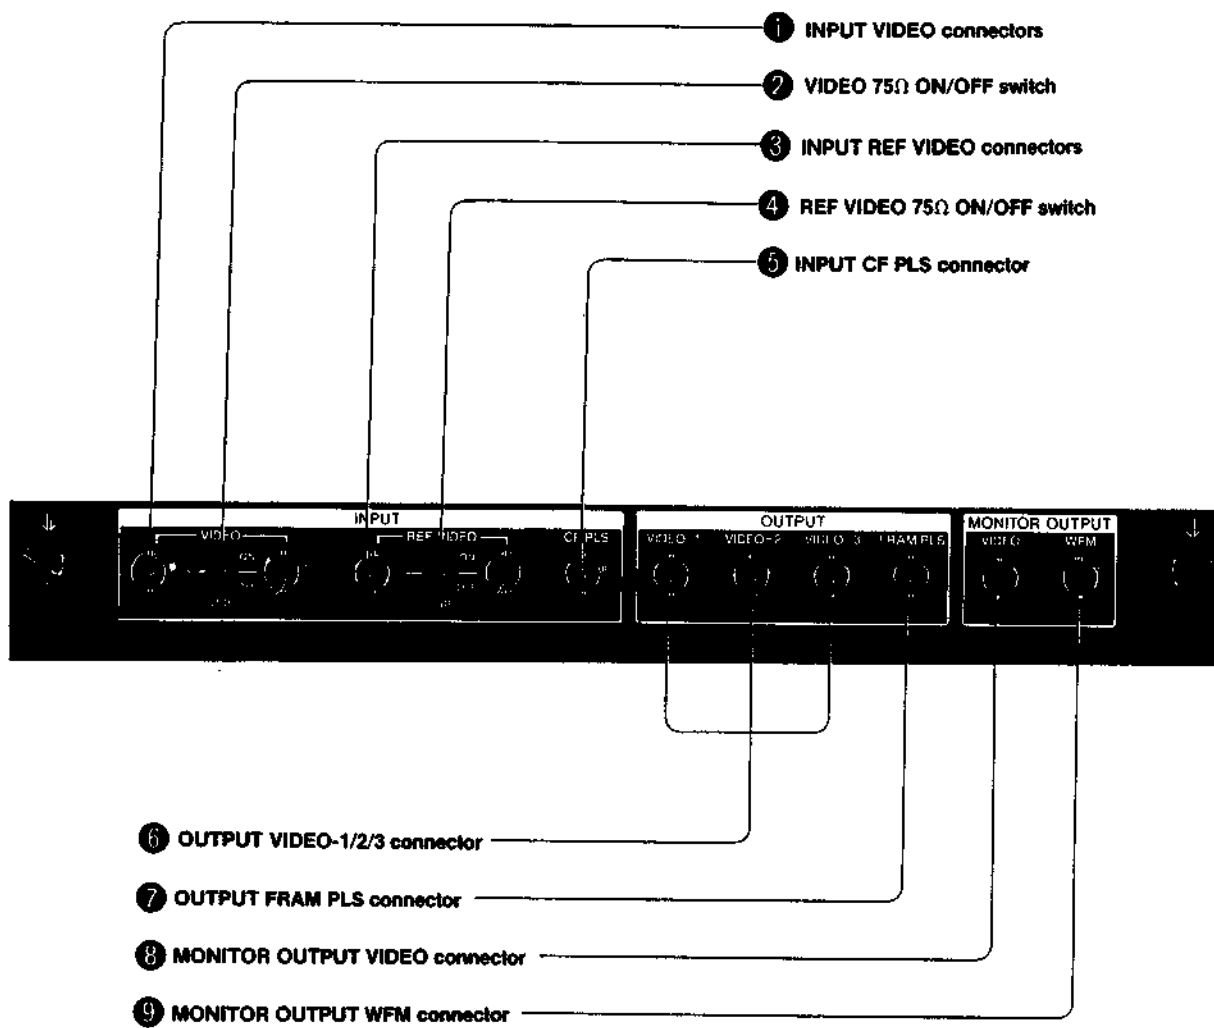 1 INPUT VIDEO connectors
2 VIDEO 75Ω ON/OFF switch
3 INPUT REF VIDEO connectors
4 REF VIDEO 75Ω ON/OFF switch
5 INPUT CF PLS connector
INPUT OUTPUT MONITOR OUTPUT
VIDEO REF VIDEO CF PLS VIDEO-1 VIDEO-2 VIDEO-3 FRAM PLS VIDEO WFM
ON ON
6 OUTPUT VIDEO-1/2/3 connector
7 OUTPUT FRAM PLS connector
8 MONITOR OUTPUT VIDEO connector
9 MONITOR OUTPUT WFM connector